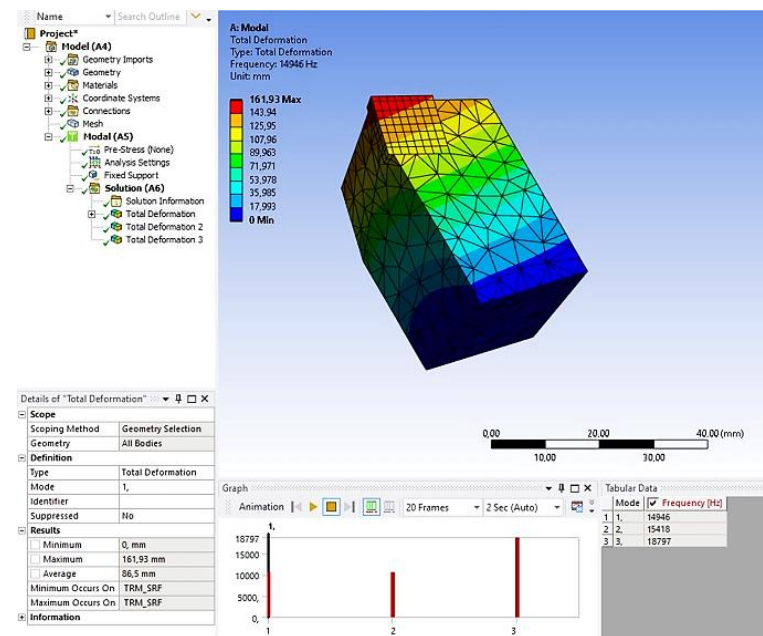 Name Search Outline
Project*
Model (A4)
Geometry Imports
Geometry
Materials
Coordinate Systems
Connections
Mesh
Modal (A5)
Pre-Stress (None)
Analysis Settings
Fixed Support
Solution (A6)
Solution Information
Total Deformation
Total Deformation 2
Total Deformation 3
A: Modal
Total Deformation
Type: Total Deformation
Frequency: 14946 Hz
Unit: mm
161,93 Max
143,94
125,95
107,96
89,963
71,971
53,978
35,985
17,993
0 Min
0,00 20,00 40,00 (mm)
10,00 30,00
Details of "Total Deformation"
Scope
Scoping Method Geometry Selection
Geometry All Bodies
Definition
Type Total Deformation
Mode 1,
Identifier
Suppressed No
Results
Minimum 0, mm
Maximum 161,93 mm
Average 86,5 mm
Minimum Occurs On TRM_SRF
Maximum Occurs On TRM_SRF
Information
Graph
Animation 20 Frames 2 Sec (Auto)
1,
18797
15000
10000
5000,
0,
1 2 3
Tabular Data
Mode Frequency [Hz]
1 1, 14946
2 2, 15418
3 3, 18797